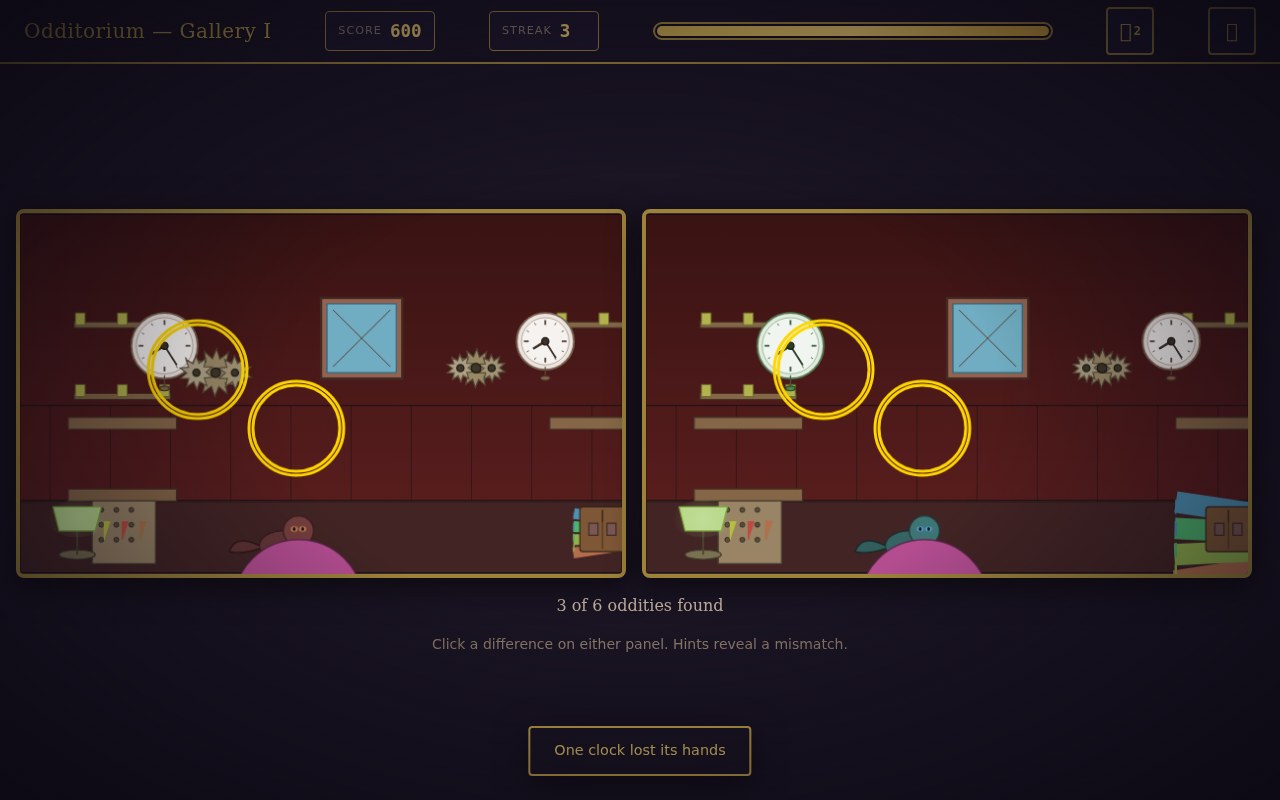 Odditorium — Gallery I
SCORE 600
STREAK 3
2
3 of 6 oddities found
Click a difference on either panel. Hints reveal a mismatch.
One clock lost its hands